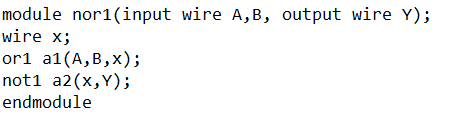 module nor1(input wire A,B, output wire Y);
wire x;
or1 a1(A,B,x);
not1 a2(x,Y);
endmodule